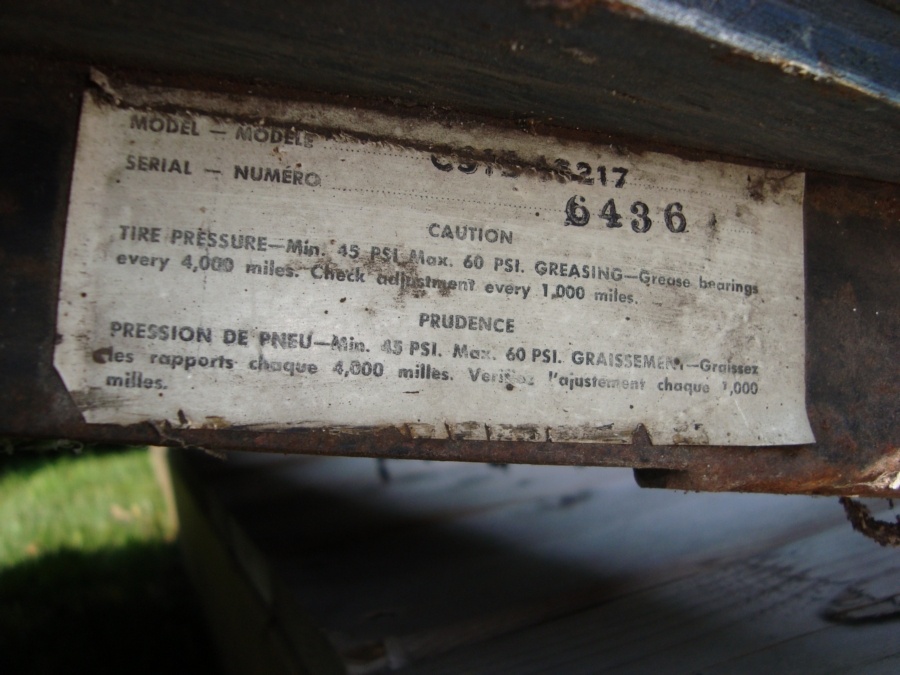 MODEL — MODÈLE
SERIAL — NUMÉRO 6436
CAUTION
TIRE PRESSURE—Min. 45 PSI. Max. 60 PSI. GREASING—Grease bearings
every 4,000 miles. Check adjustment every 1,000 miles.
PRUDENCE
PRESSION DE PNEU—Min. 45 PSI. Max. 60 PSI. GRAISSEMENT—Graissez
les rapports chaque 4,000 milles. Verifiez l'ajustement chaque 1,000
milles.